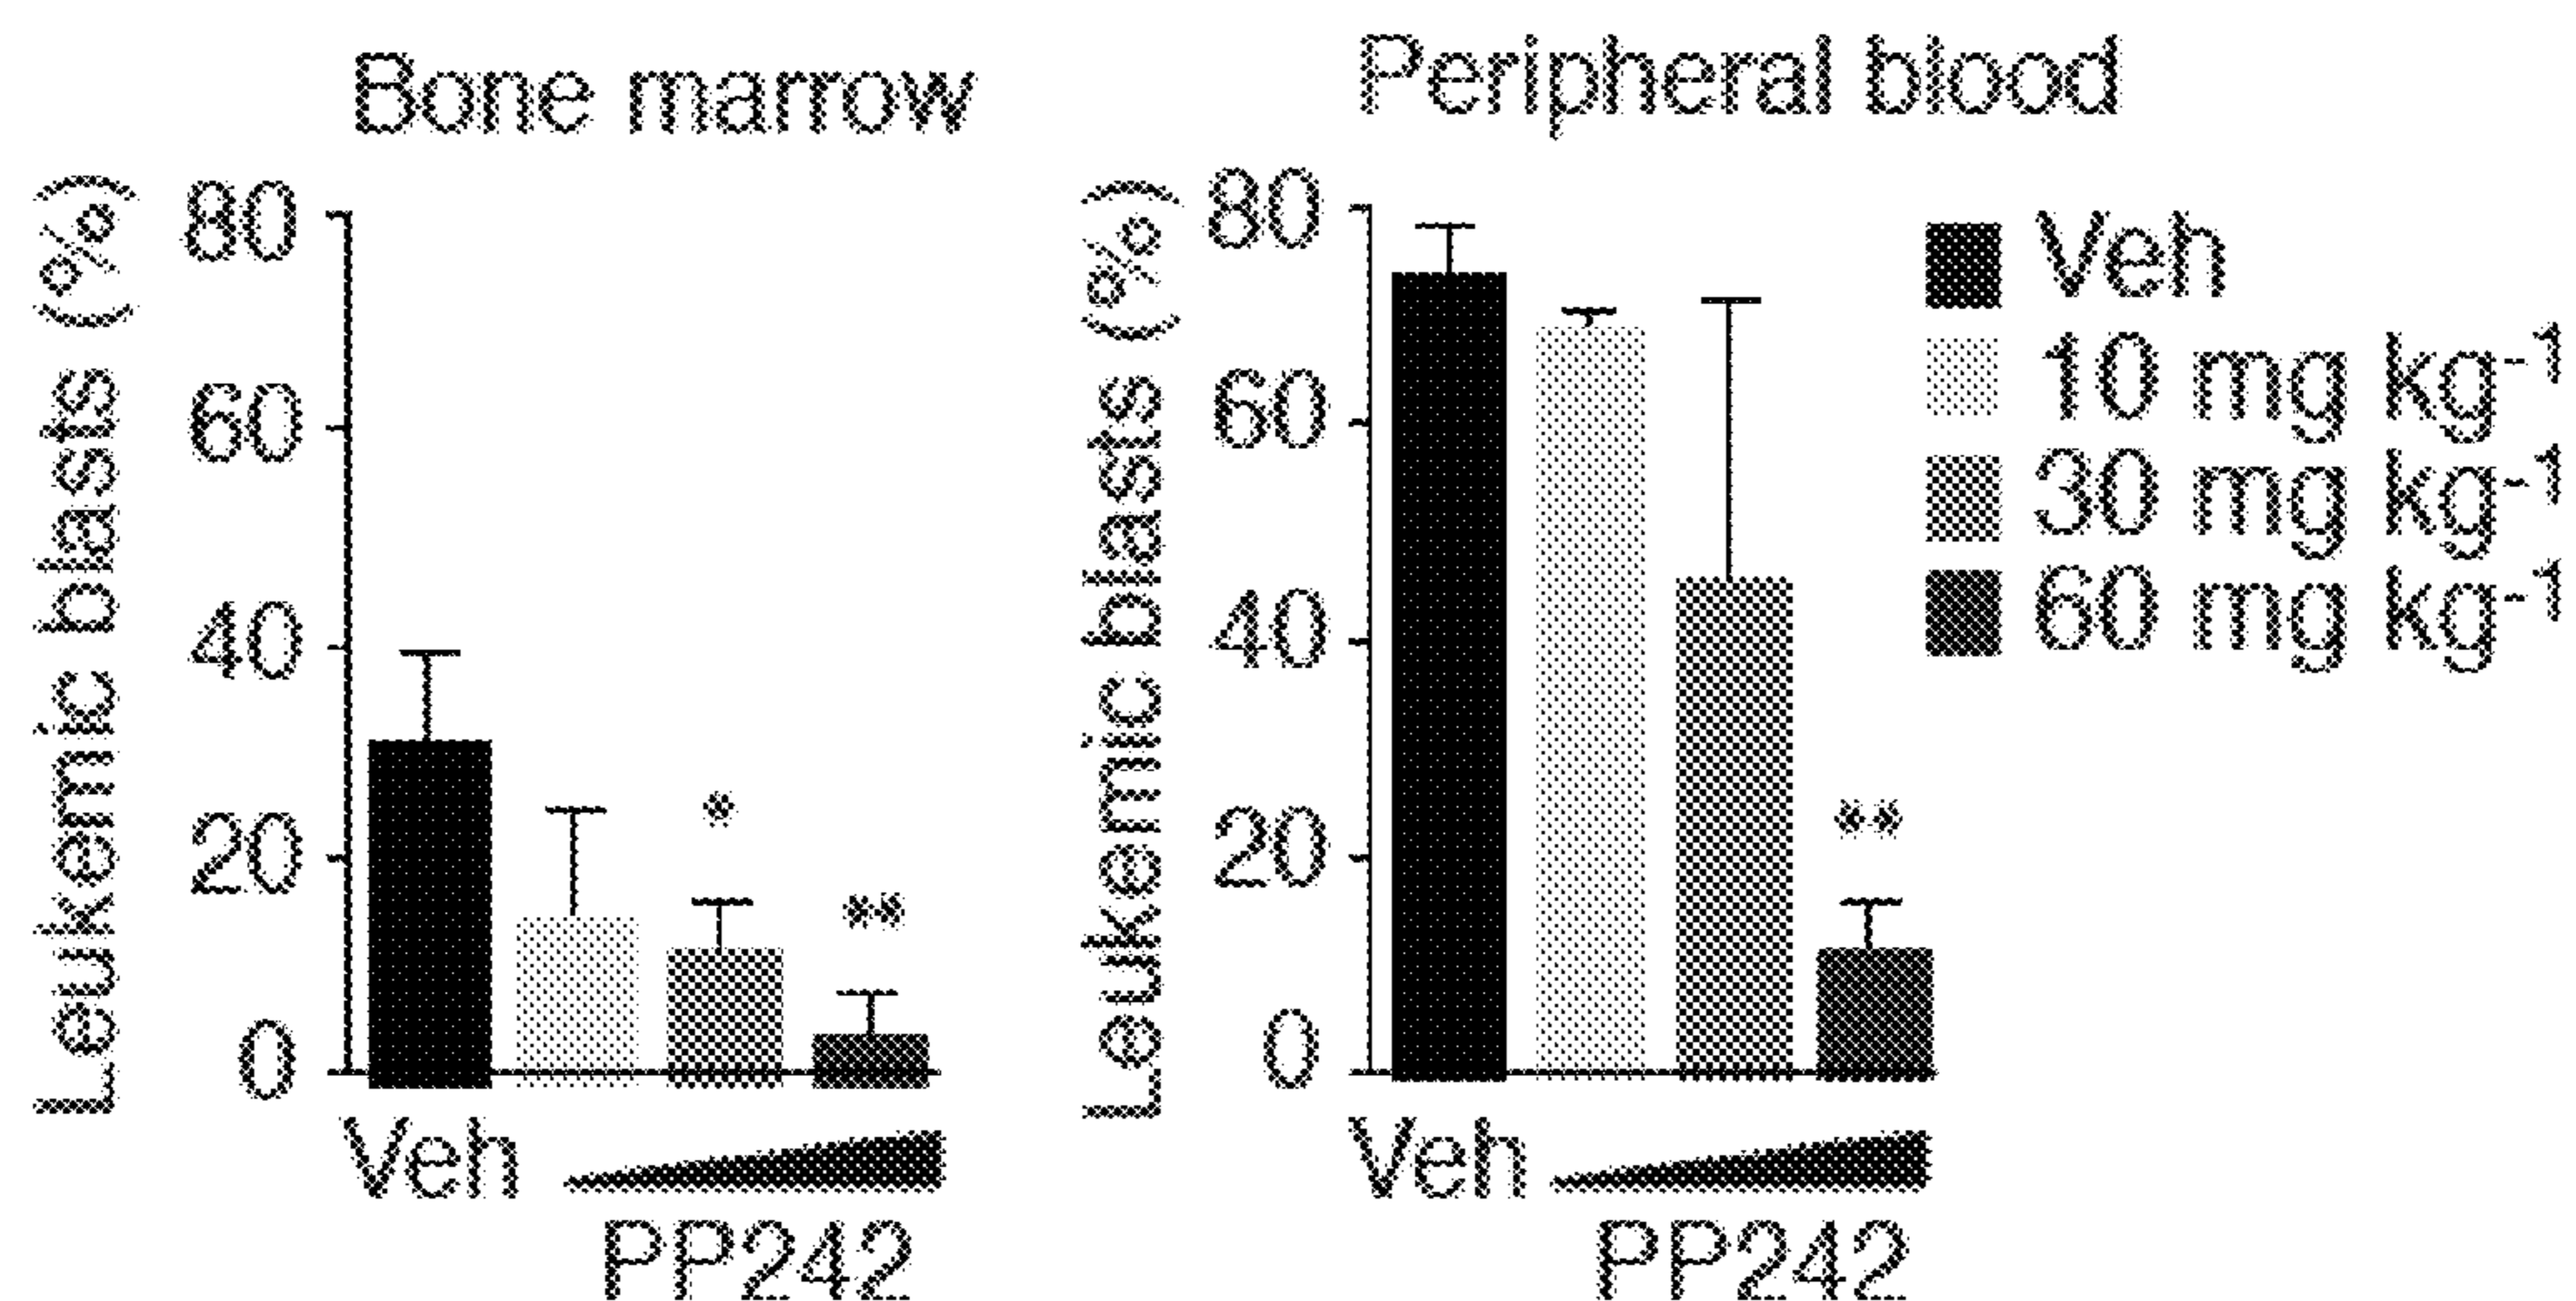 Bone marrow
Leukemic blasts (%)
80
60
40
20
0
*
**
Veh
PP242
Peripheral blood
Leukemic blasts (%)
80
60
40
20
0
**
Veh
PP242
Veh
10 mg kg⁻¹
30 mg kg⁻¹
60 mg kg⁻¹